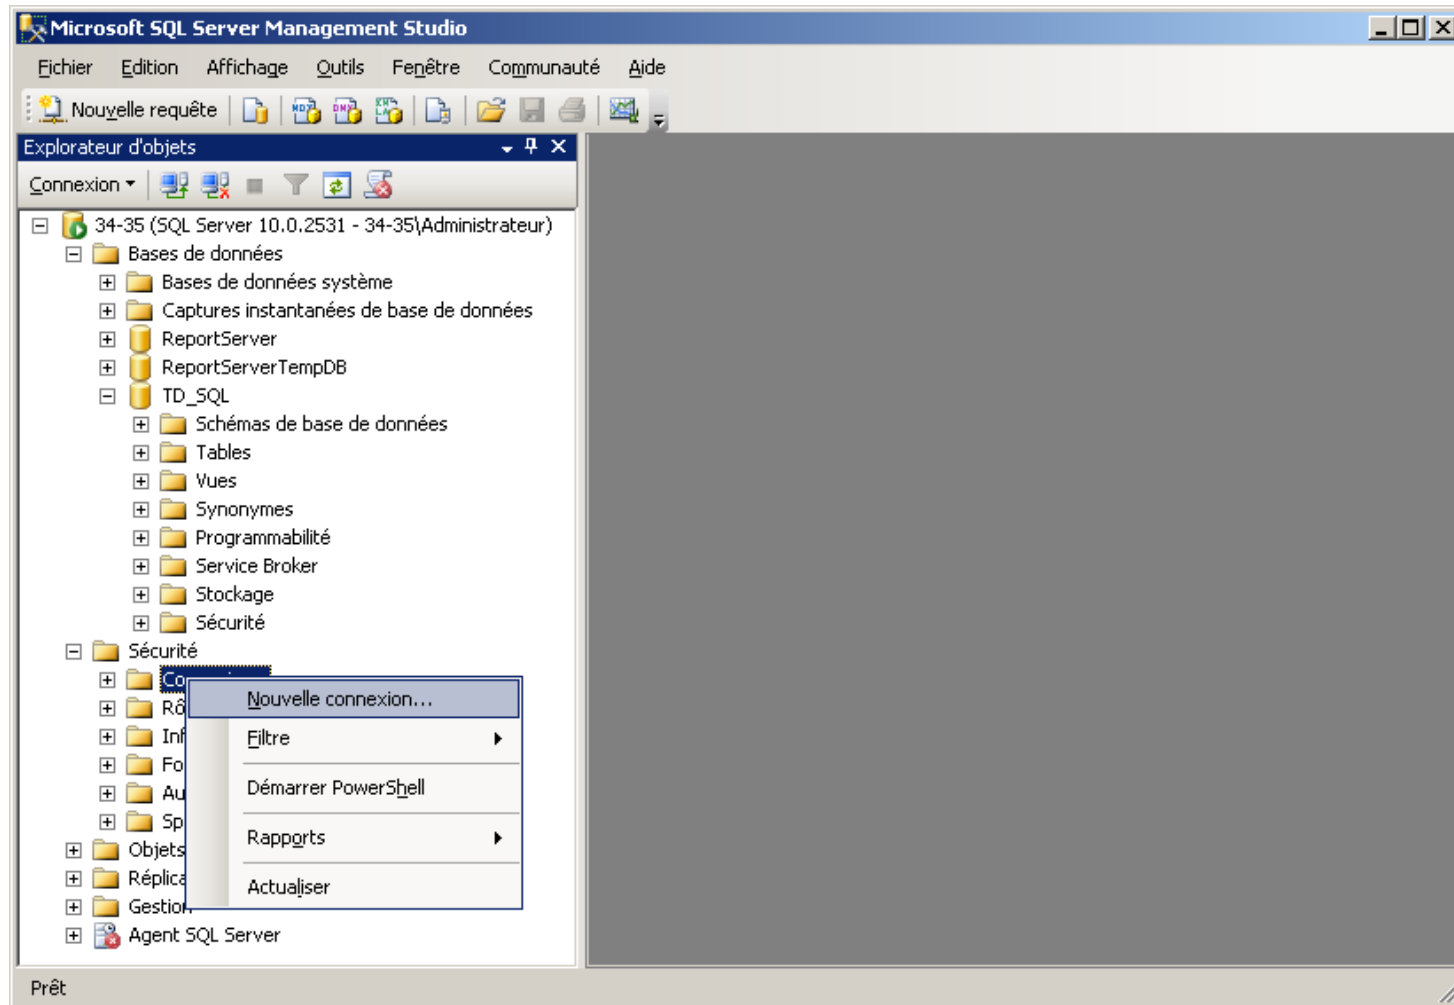 Microsoft SQL Server Management Studio
Fichier Edition Affichage Outils Fenêtre Communauté Aide
Nouvelle requête
Explorateur d'objets
Connexion
34-35 (SQL Server 10.0.2531 - 34-35\Administrateur)
Bases de données
Bases de données système
Captures instantanées de base de données
ReportServer
ReportServerTempDB
TD_SQL
Schémas de base de données
Tables
Vues
Synonymes
Programmabilité
Service Broker
Stockage
Sécurité
Sécurité
Nouvelle connexion...
Filtre
Démarrer PowerShell
Rapports
Objets
Actualiser
Gestion
Agent SQL Server
Prêt